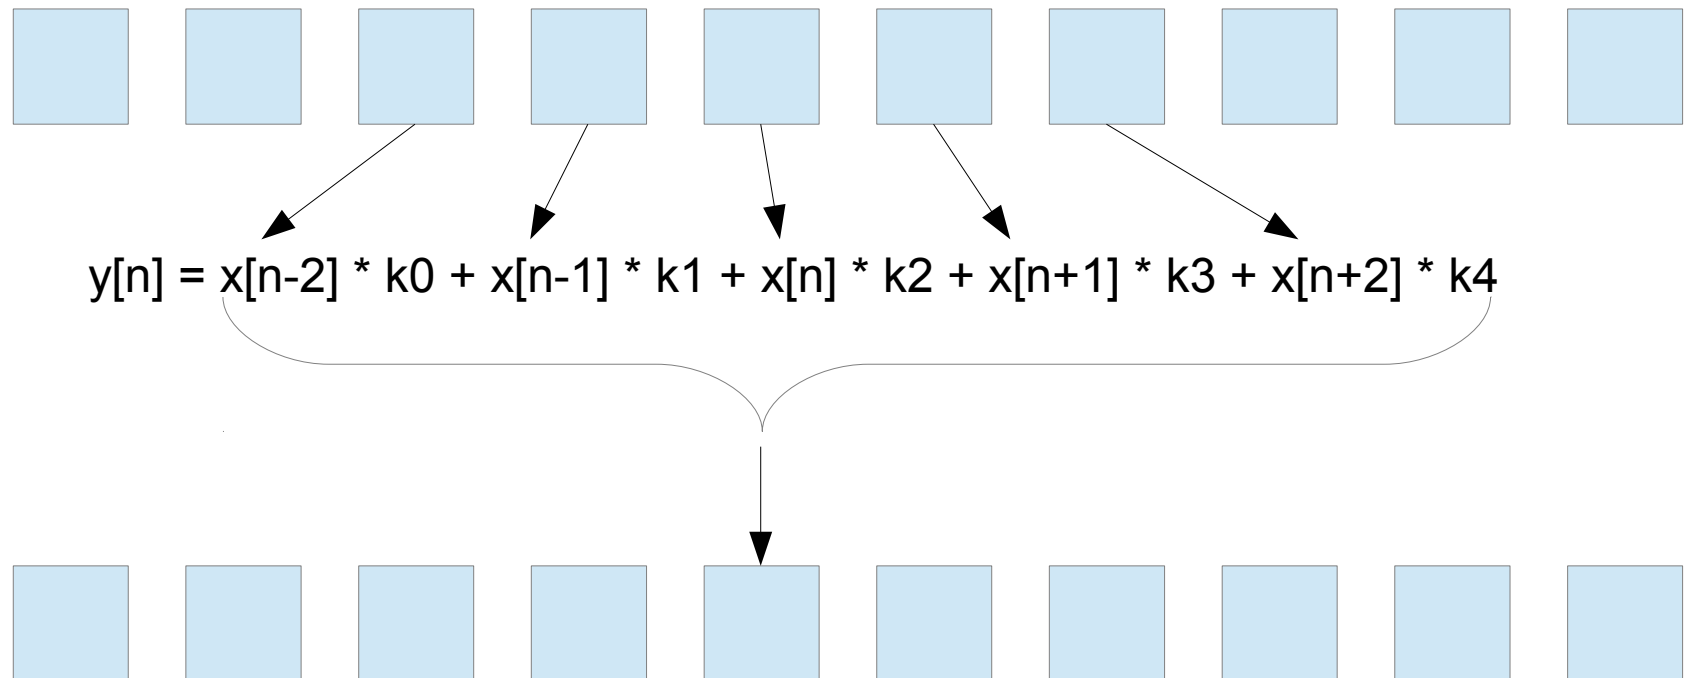 y[n] = x[n-2] * k0 + x[n-1] * k1 + x[n] * k2 + x[n+1] * k3 + x[n+2] * k4